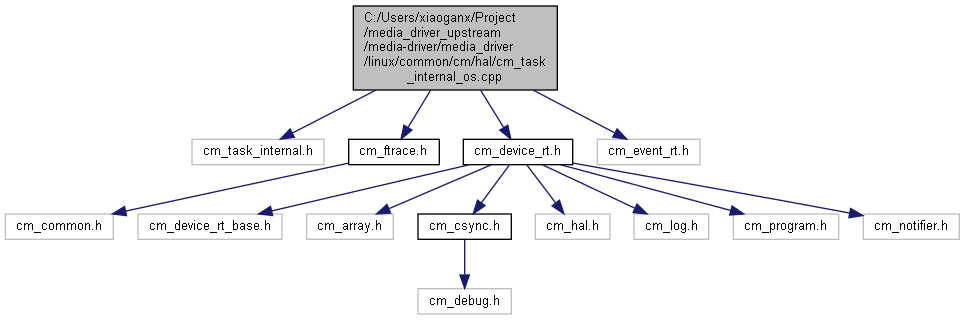 C:/Users/xiaoganx/Project
/media_driver_upstream
/media-driver/media_driver
/linux/common/cm/hal/cm_task
_internal_os.cpp
cm_task_internal.h
cm_ftrace.h
cm_device_rt.h
cm_event_rt.h
cm_common.h
cm_device_rt_base.h
cm_array.h
cm_csync.h
cm_hal.h
cm_log.h
cm_program.h
cm_notifier.h
cm_debug.h